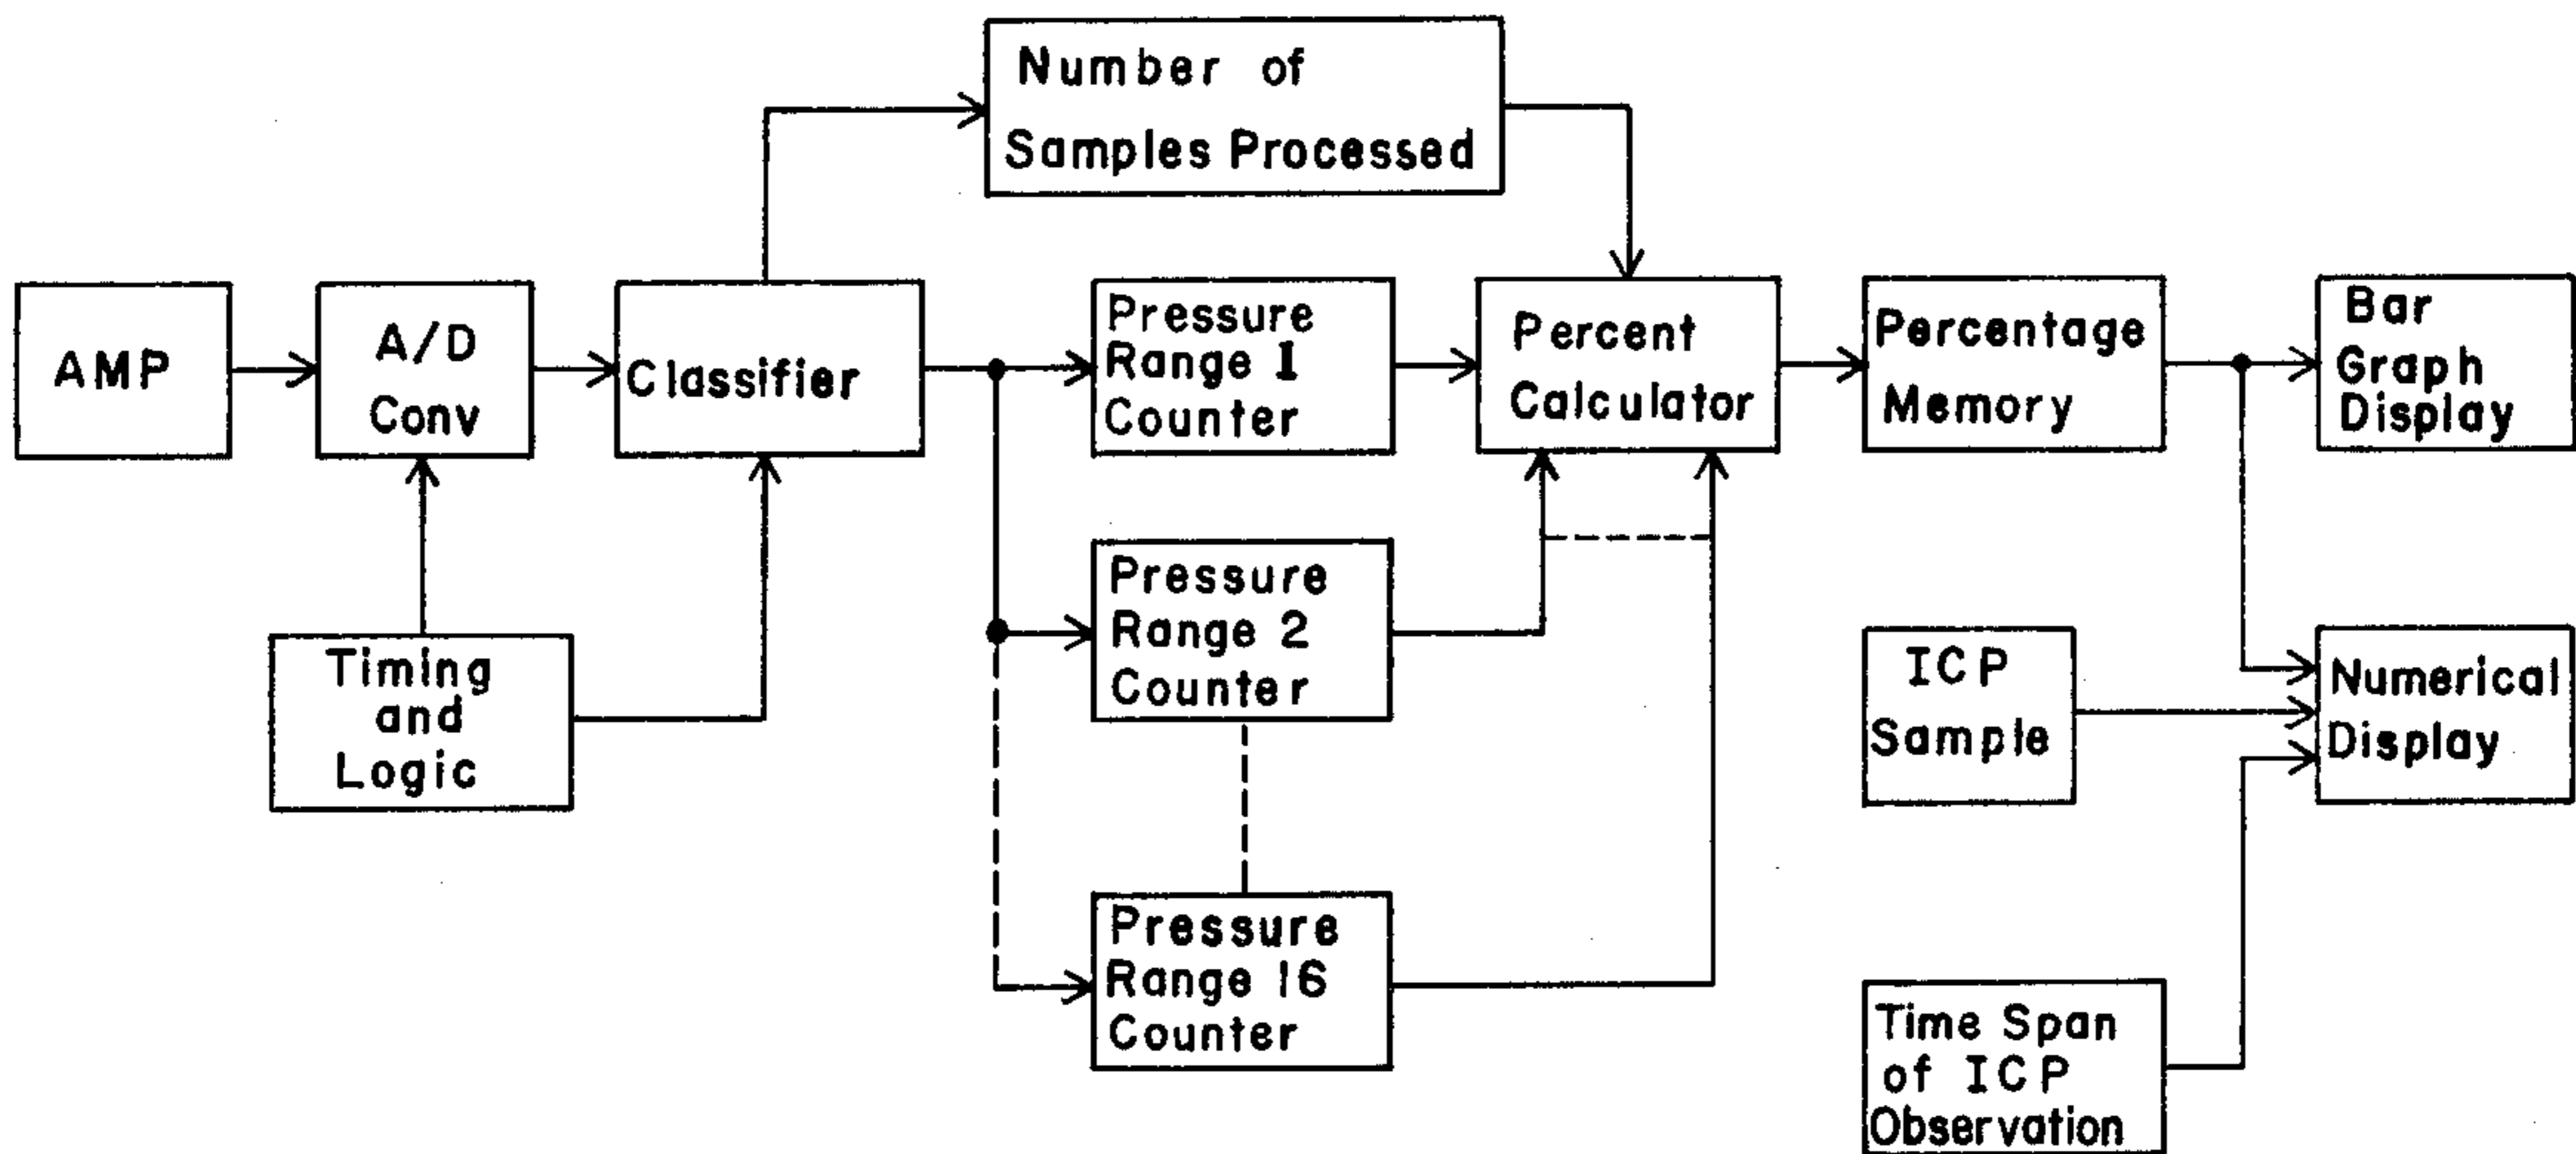 Number of
Samples Processed
AMP
A/D
Conv
Classifier
Pressure
Range 1
Counter
Percent
Calculator
Percentage
Memory
Bar
Graph
Display
Timing
and
Logic
Pressure
Range 2
Counter
ICP
Sample
Numerical
Display
Pressure
Range 16
Counter
Time Span
of ICP
Observation